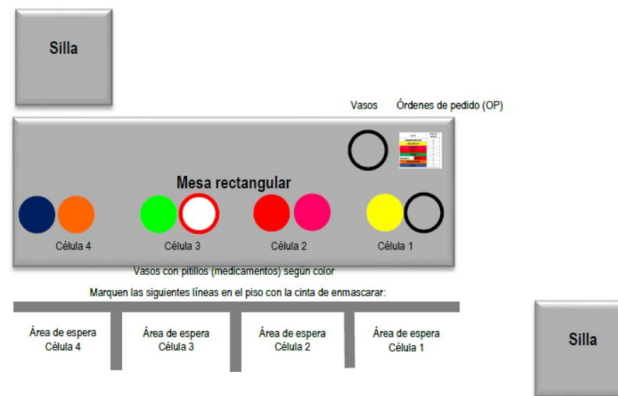 Silla
Vasos
Órdenes de pedido (OP)
Mesa rectangular
Célula 4
Célula 3
Célula 2
Célula 1
Vasos con pitillos (medicamentos) según color
Marquen las siguientes líneas en el piso con la cinta de enmascarar:
Área de espera
Célula 4
Área de espera
Célula 3
Área de espera
Célula 2
Área de espera
Célula 1
Silla